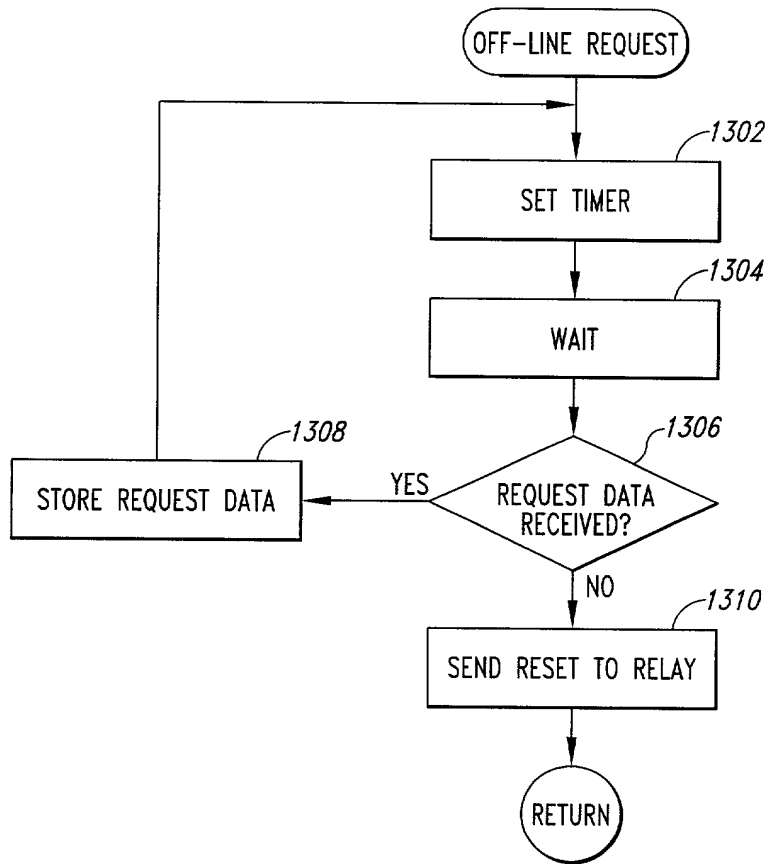 OFF-LINE REQUEST
1302
SET TIMER
1304
WAIT
1306
REQUEST DATA
RECEIVED?
YES
1308
STORE REQUEST DATA
NO
1310
SEND RESET TO RELAY
RETURN